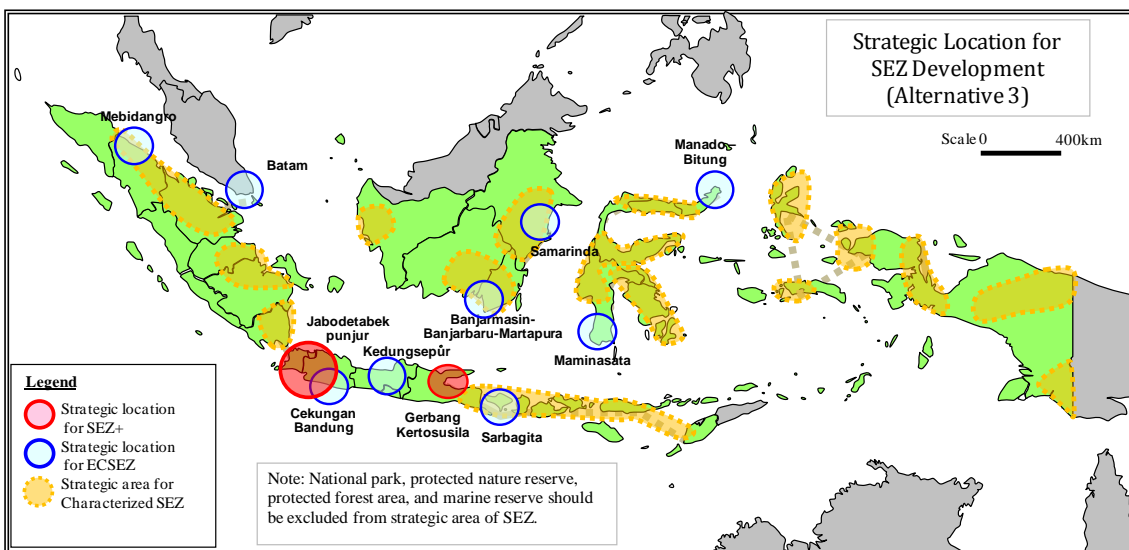 Strategic Location for
SEZ Development
(Alternative 3)
Scale 0 400km
Mebidangro
Batam
Manado –
Bitung
Samarinda
Banjarmasin-
Banjarbaru-Martapura
Maminasata
Jabodetabek
punjur
Kedungsepur
Cekungan
Bandung
Gerbang
Kertosusila
Sarbagita
Legend
Strategic location
for SEZ+
Strategic location
for ECSEZ
Strategic area for
Characterized SEZ
Note: National park, protected nature reserve,
protected forest area, and marine reserve should
be excluded from strategic area of SEZ.